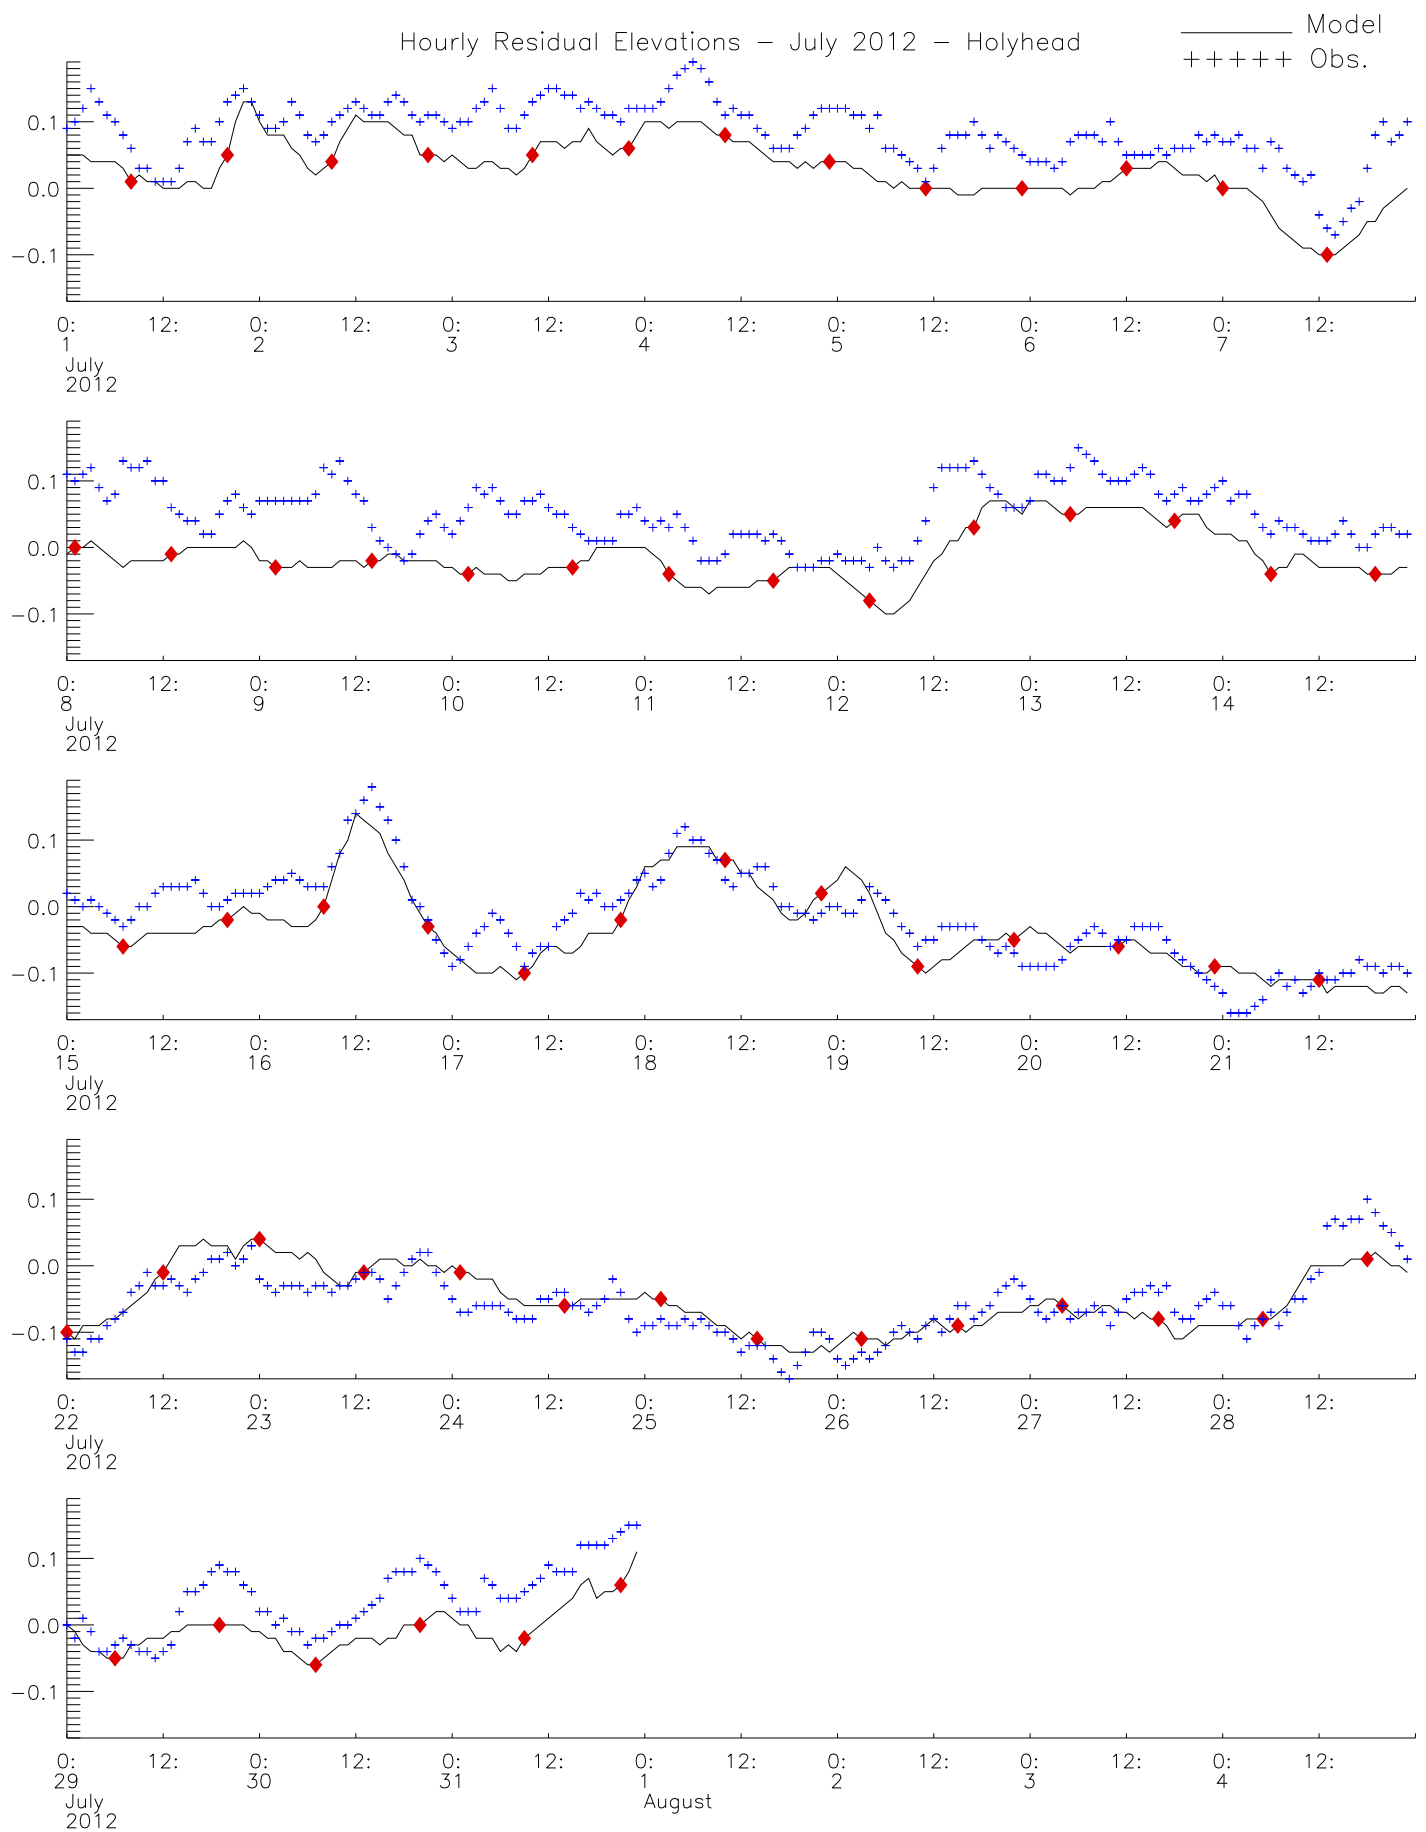 Hourly Residual Elevations – July 2012 – Holyhead
Model
+++++ Obs.
0.1
0.0
−0.1
0: 12: 0: 12: 0: 12: 0: 12: 0: 12: 0: 12: 0: 12:
1 2 3 4 5 6 7
July
2012
0.1
0.0
−0.1
0: 12: 0: 12: 0: 12: 0: 12: 0: 12: 0: 12: 0: 12:
8 9 10 11 12 13 14
July
2012
0.1
0.0
−0.1
0: 12: 0: 12: 0: 12: 0: 12: 0: 12: 0: 12: 0: 12:
15 16 17 18 19 20 21
July
2012
0.1
0.0
−0.1
0: 12: 0: 12: 0: 12: 0: 12: 0: 12: 0: 12: 0: 12:
22 23 24 25 26 27 28
July
2012
0.1
0.0
−0.1
0: 12: 0: 12: 0: 12: 0: 12: 0: 12: 0: 12: 0: 12:
29 30 31 1 2 3 4
July August
2012